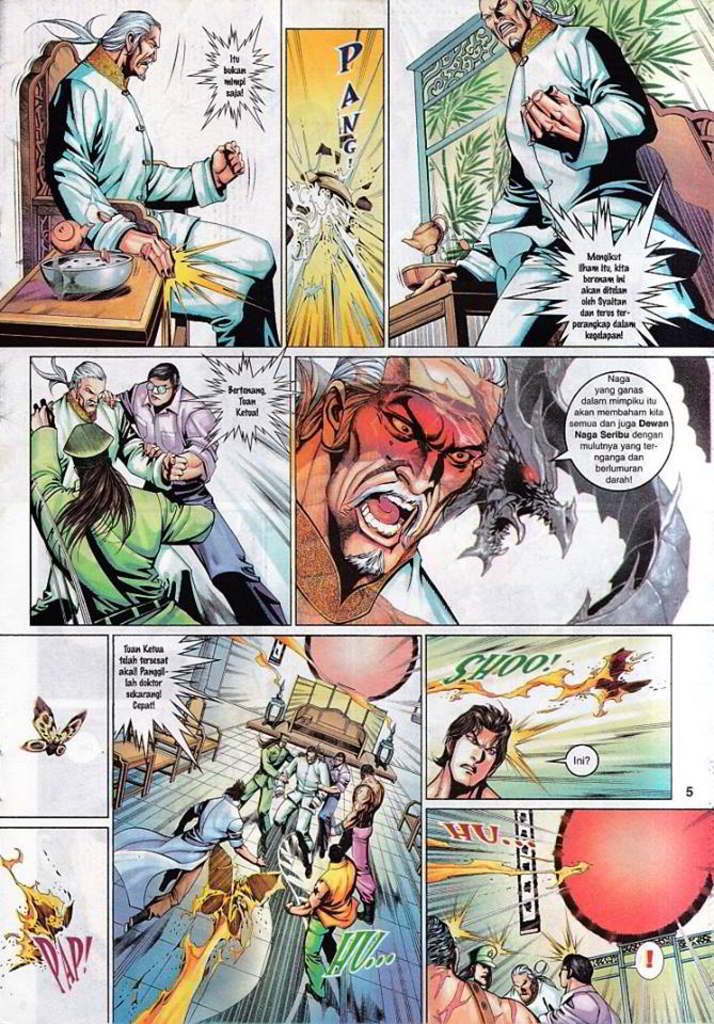 Itu
bukan
mimpi
saja!
PANG!
Mengikut
ilham itu, kita
berenam ini
akan ditelan
oleh Syaitan
dan terus ter-
perangkap dalam
kegelapan!
Bertenang,
Tuan
Ketua!
Naga
yang ganas
dalam mimpiku itu
akan membaham kita
semua dan juga Dewan
Naga Seribu dengan
mulutnya yang ter-
nganga dan
berlumuran
darah!
Tuan Ketua
telah tersesat
akal! Panggil-
lah doktor
sekarang!
Cepat!
SHOO!
Ini?
5
PAP!
HU...
HU...
!